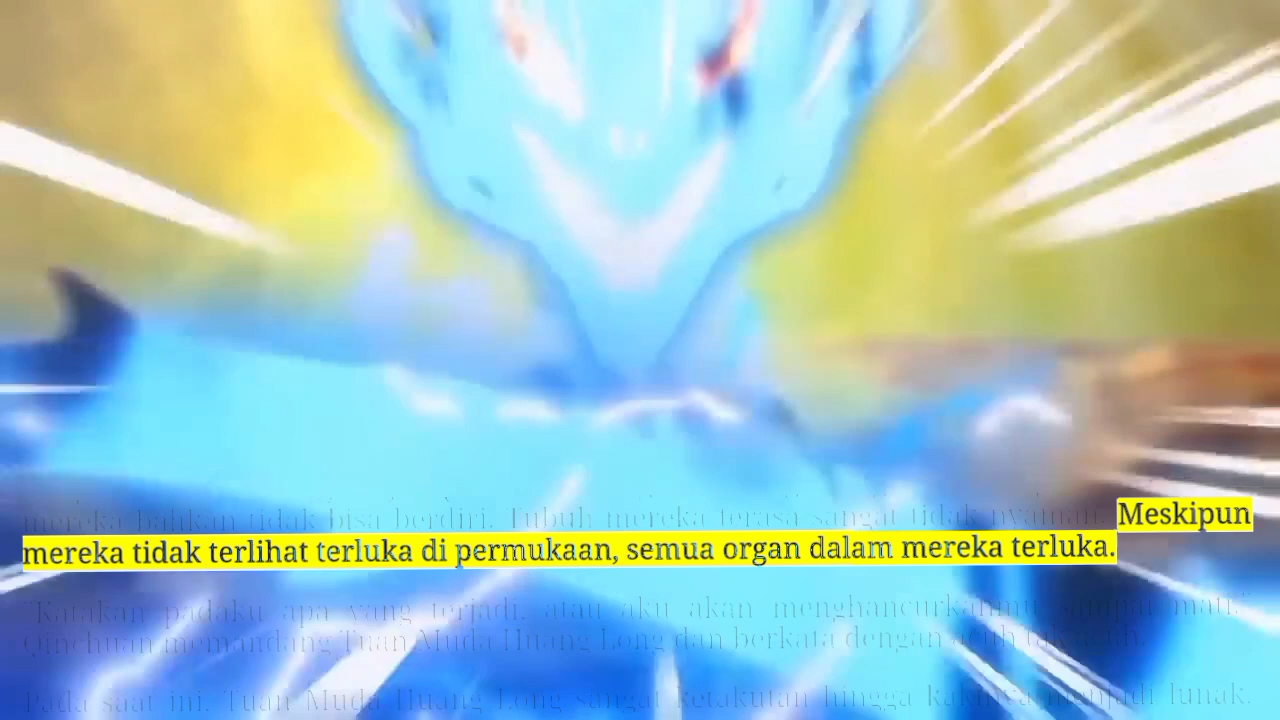 mereka bahkan tidak bisa berdiri. Tubuh mereka terasa sangat tidak nyaman. Meskipun
mereka tidak terlihat terluka di permukaan, semua organ dalam mereka terluka.
"Katakan padaku apa yang terjadi, atau aku akan menghancurkanmu sampai mati."
Qinchuan memandang Tuan Muda Huang Long dan berkata dengan acuh tak acuh.
Pada saat ini, Tuan Muda Huang Long sangat ketakutan hingga kakinya menjadi lunak.